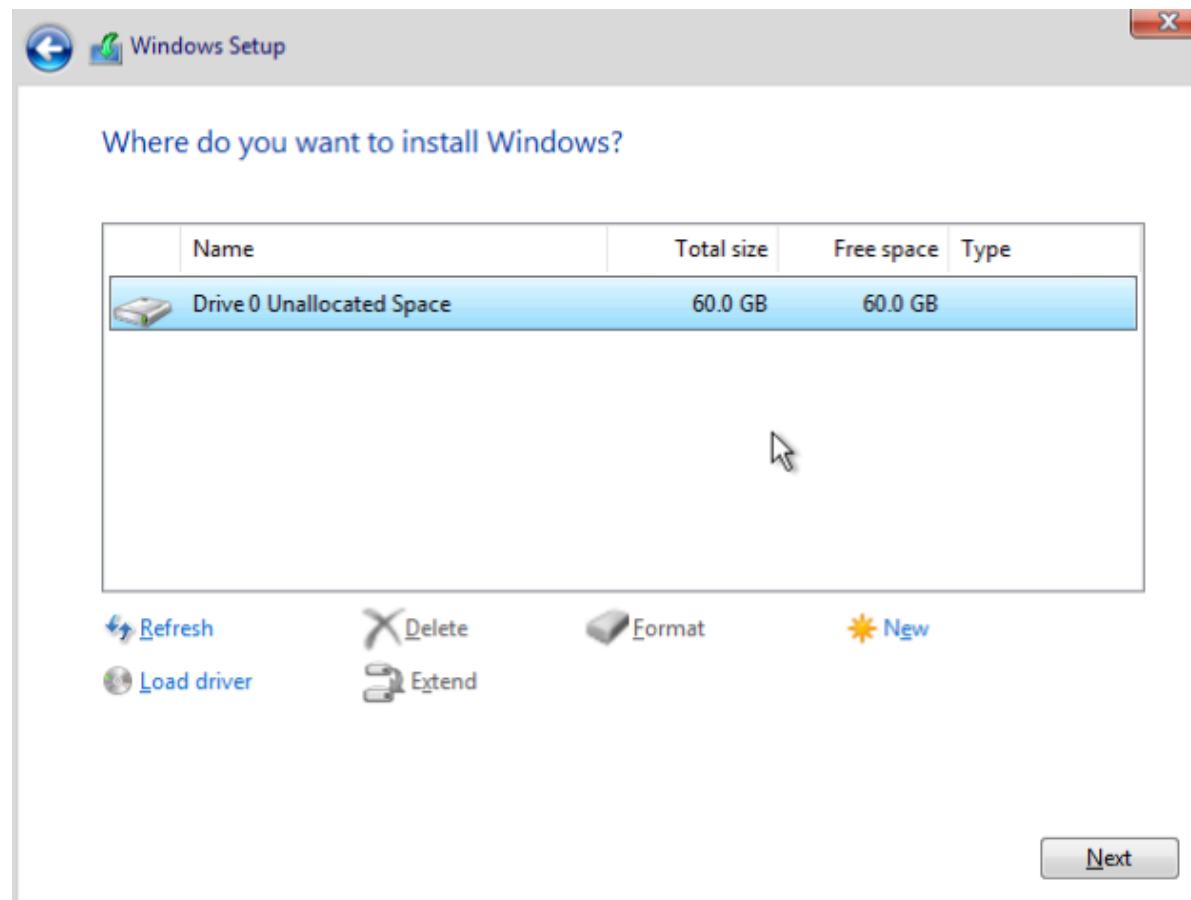 Windows Setup
Where do you want to install Windows?
Name Total size Free space Type
Drive 0 Unallocated Space 60.0 GB 60.0 GB
Refresh Delete Format New
Load driver Extend
Next